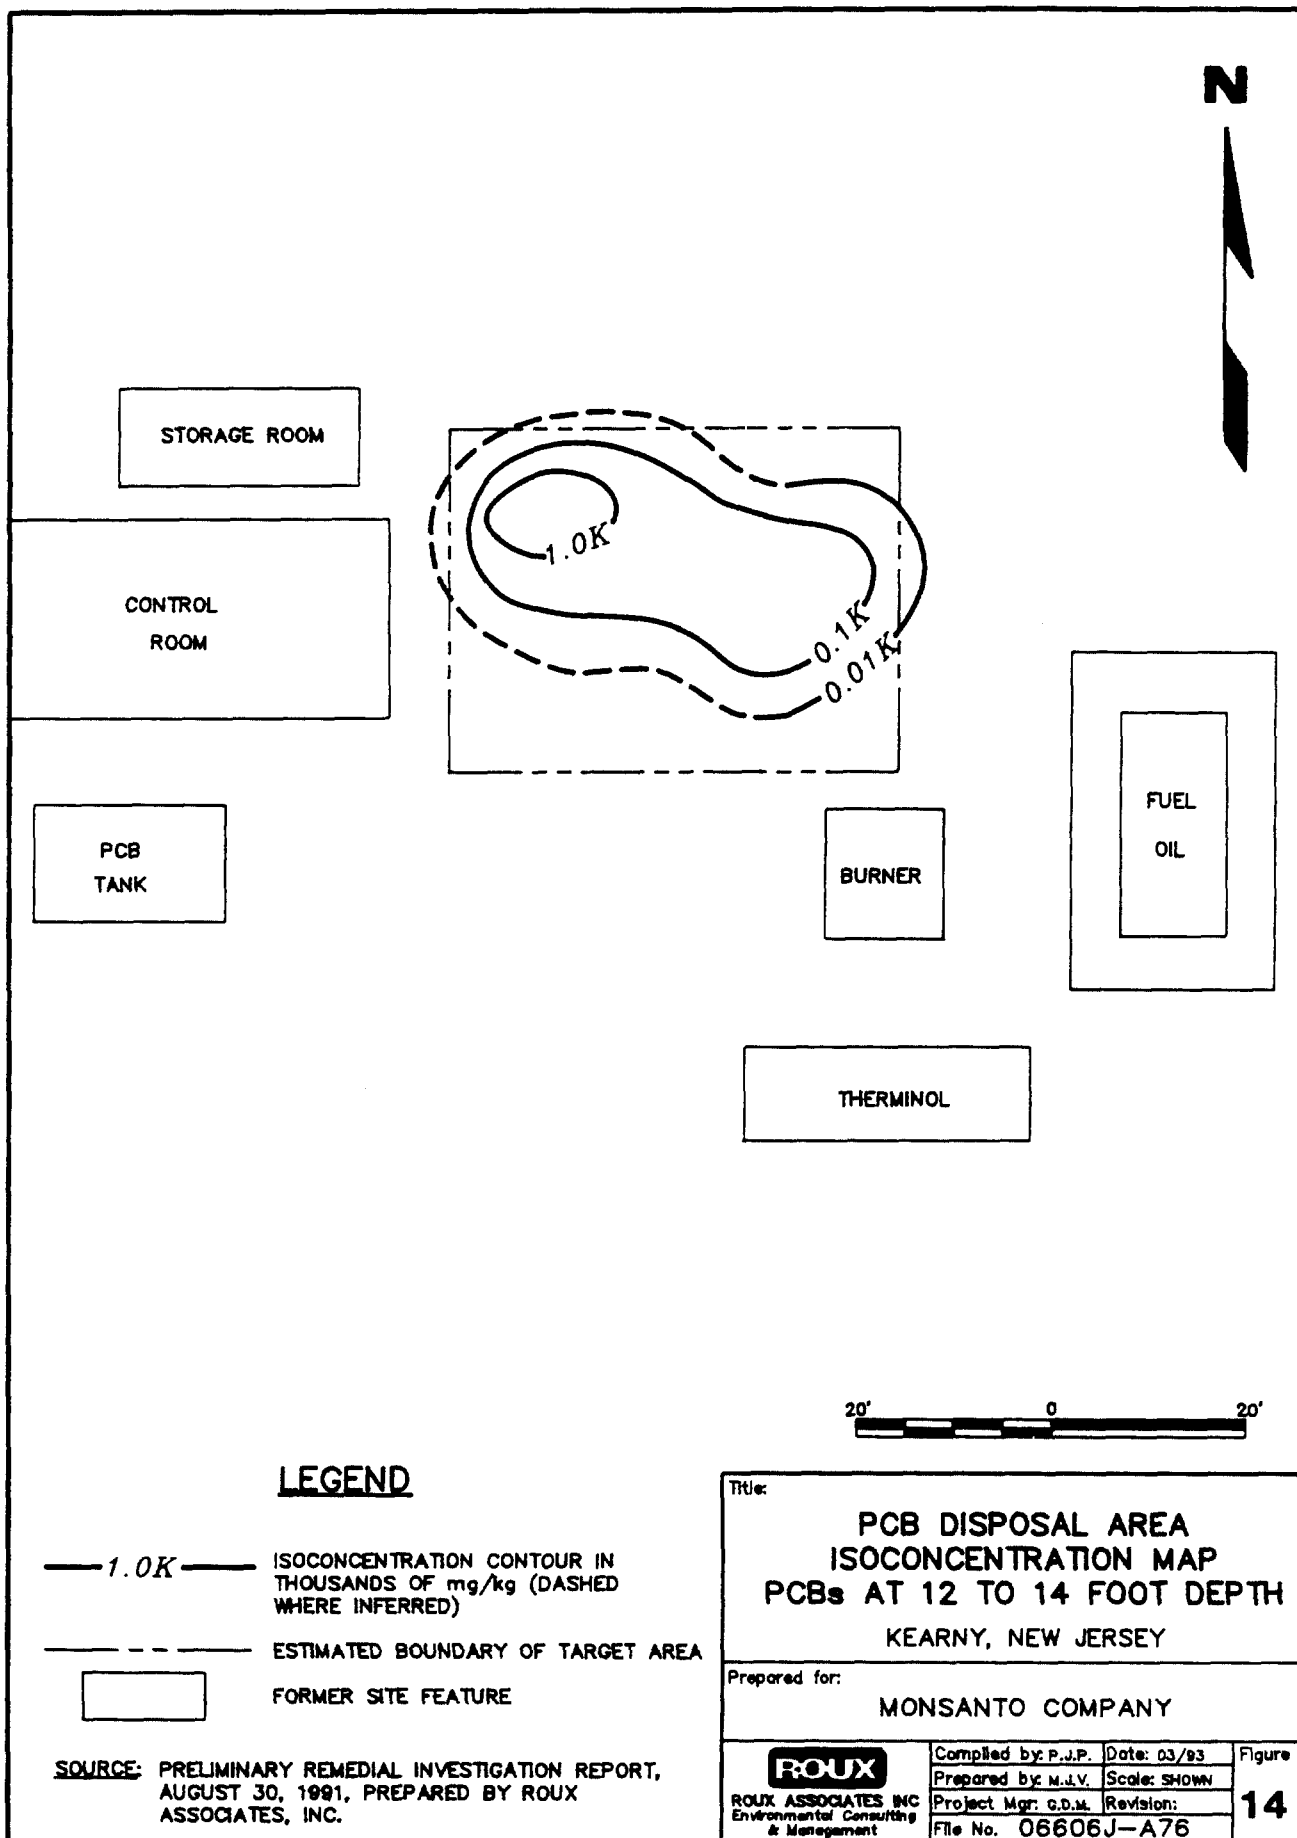 N
STORAGE ROOM
CONTROL
ROOM
1.0K
0.1K
0.01K
PCB
TANK
BURNER
FUEL
OIL
THERMINOL
20' 0 20'
LEGEND
1.0K ISOCONCENTRATION CONTOUR IN
THOUSANDS OF mg/kg (DASHED
WHERE INFERRED)
ESTIMATED BOUNDARY OF TARGET AREA
FORMER SITE FEATURE
SOURCE: PRELIMINARY REMEDIAL INVESTIGATION REPORT,
AUGUST 30, 1991, PREPARED BY ROUX
ASSOCIATES, INC.
Title:
PCB DISPOSAL AREA
ISOCONCENTRATION MAP
PCBs AT 12 TO 14 FOOT DEPTH
KEARNY, NEW JERSEY
Prepared for:
MONSANTO COMPANY
ROUX
ROUX ASSOCIATES INC
Environmental Consulting
& Management
Compiled by: P.J.P. Date: 03/93
Prepared by: M.J.V. Scale: SHOWN
Project Mgr: G.D.M. Revision:
File No. 06606J-A76
Figure
14